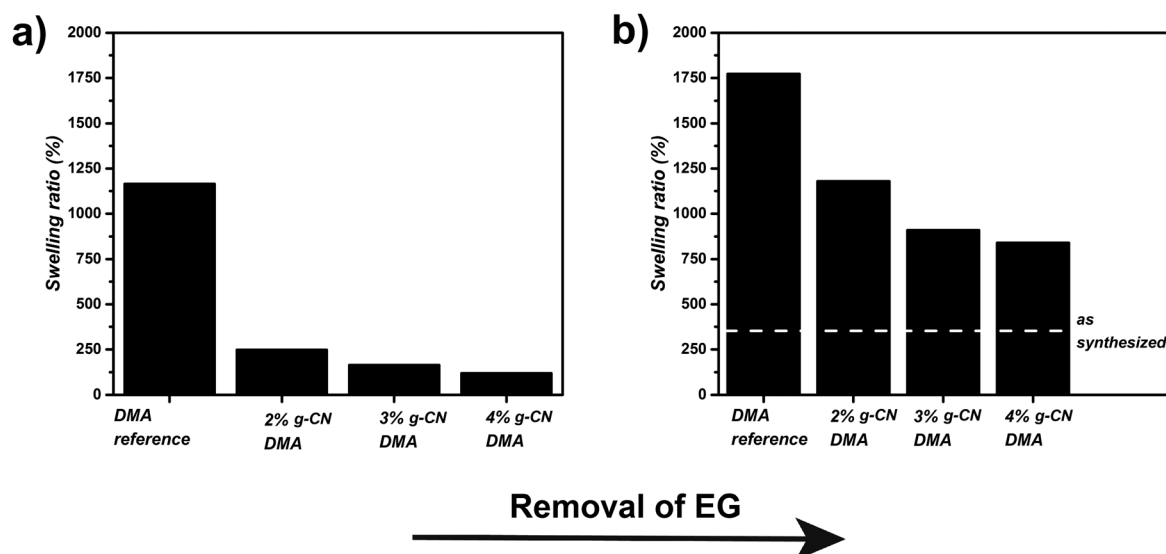 a)
Swelling ratio (%)
2000
1750
1500
1250
1000
750
500
250
0
DMA
reference
2% g-CN
DMA
3% g-CN
DMA
4% g-CN
DMA
b)
Swelling ratio (%)
2000
1750
1500
1250
1000
750
500
250
0
as
synthesized
DMA
reference
2% g-CN
DMA
3% g-CN
DMA
4% g-CN
DMA
Removal of EG